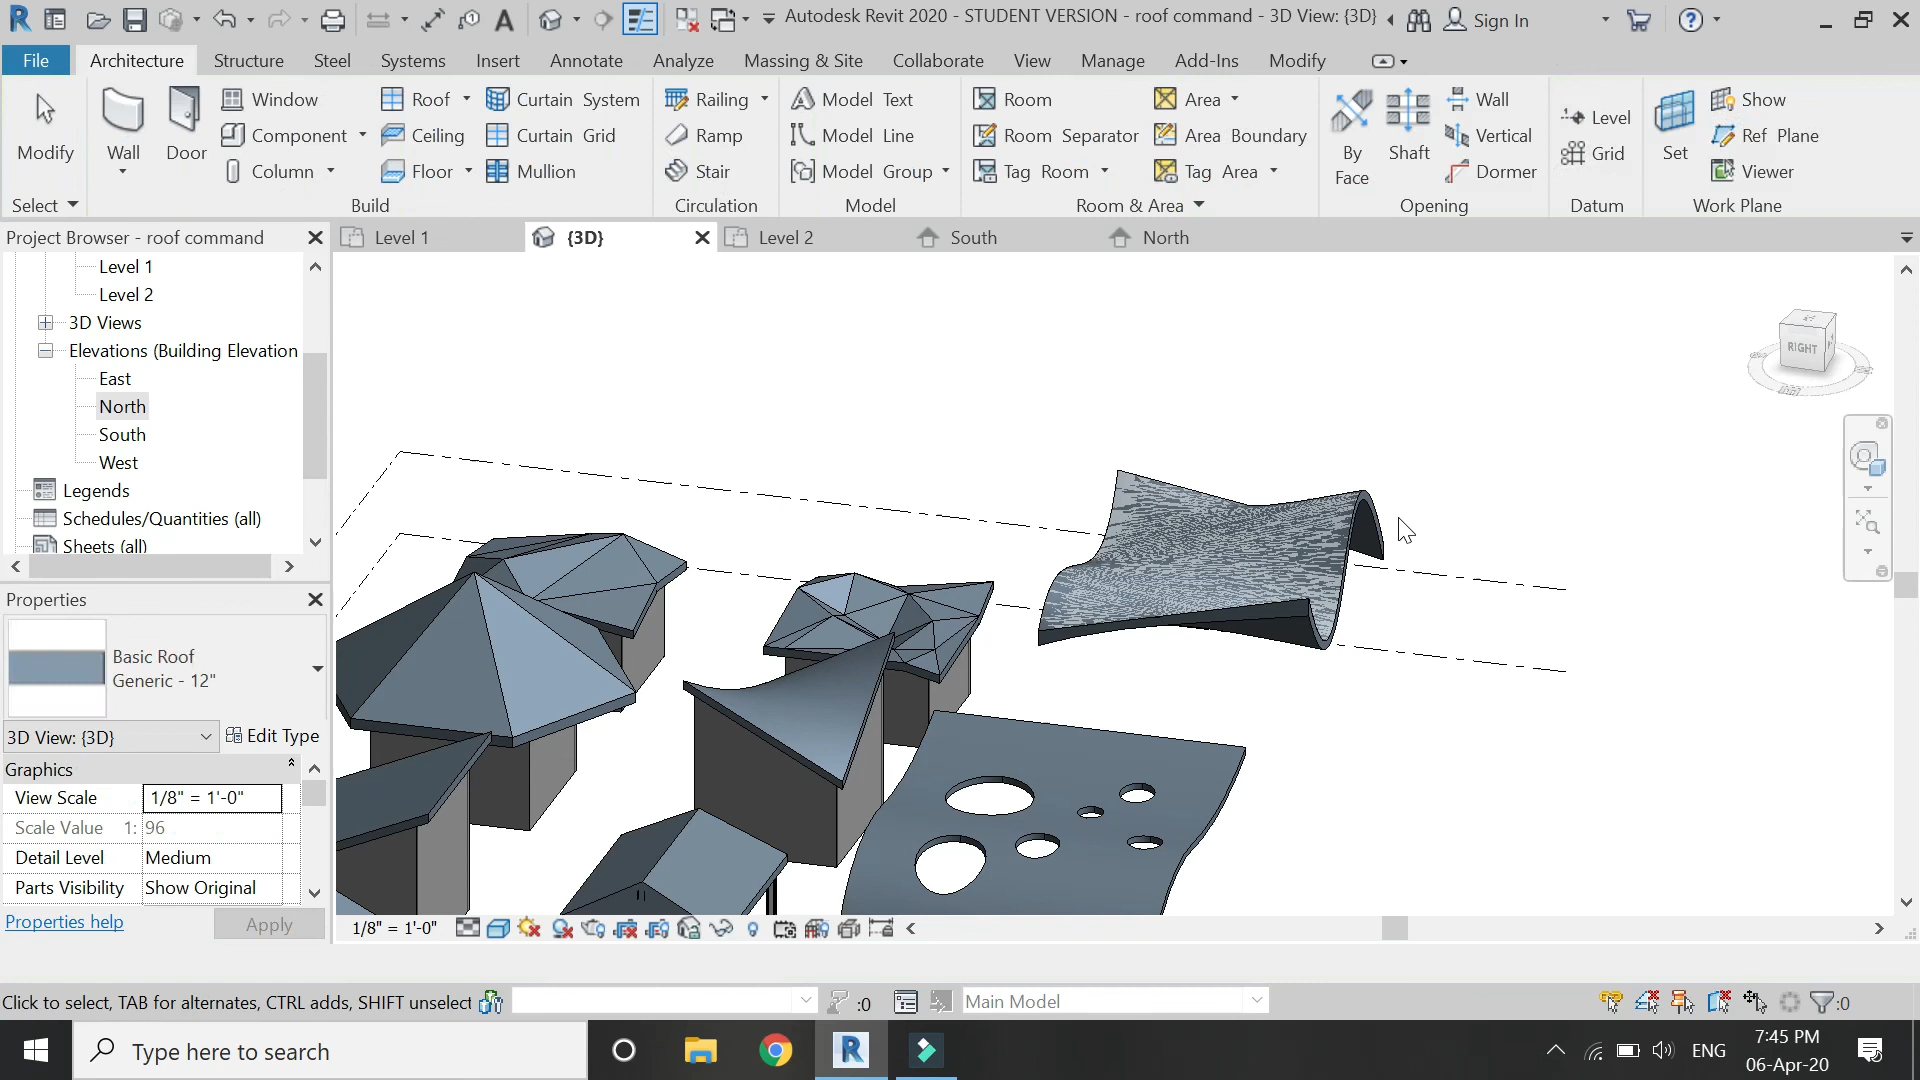 Autodesk Revit 2020 - STUDENT VERSION - roof command - 3D View: {3D}
Sign In
File Architecture Structure Steel Systems Insert Annotate Analyze Massing & Site Collaborate View Manage Add-Ins Modify
Modify
Select
Wall
Door
Window
Component
Column
Roof
Ceiling
Floor
Curtain System
Curtain Grid
Mullion
Build
Railing
Ramp
Stair
Circulation
Model Text
Model Line
Model Group
Model
Room
Room Separator
Tag Room
Area
Area Boundary
Tag Area
Room & Area
By
Face
Shaft
Wall
Vertical
Dormer
Opening
Level
Grid
Datum
Set
Show
Ref Plane
Viewer
Work Plane
Project Browser - roof command
Level 1
{3D}
Level 2
South
North
Level 1
Level 2
3D Views
Elevations (Building Elevation
East
North
South
West
Legends
Schedules/Quantities (all)
Sheets (all)
RIGHT
Properties
Basic Roof
Generic - 12"
3D View: {3D}
Edit Type
Graphics
View Scale 1/8" = 1'-0"
Scale Value 1: 96
Detail Level Medium
Parts Visibility Show Original
Properties help
Apply
1/8" = 1'-0"
Click to select, TAB for alternates, CTRL adds, SHIFT unselect
:0
Main Model
:0
Type here to search
ENG
7:45 PM
06-Apr-20